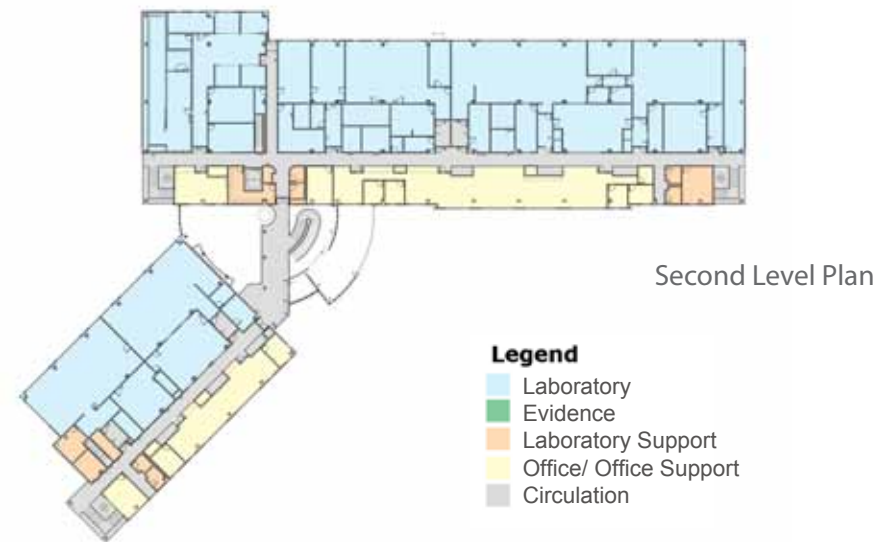 Second Level Plan
Legend
Laboratory
Evidence
Laboratory Support
Office/ Office Support
Circulation